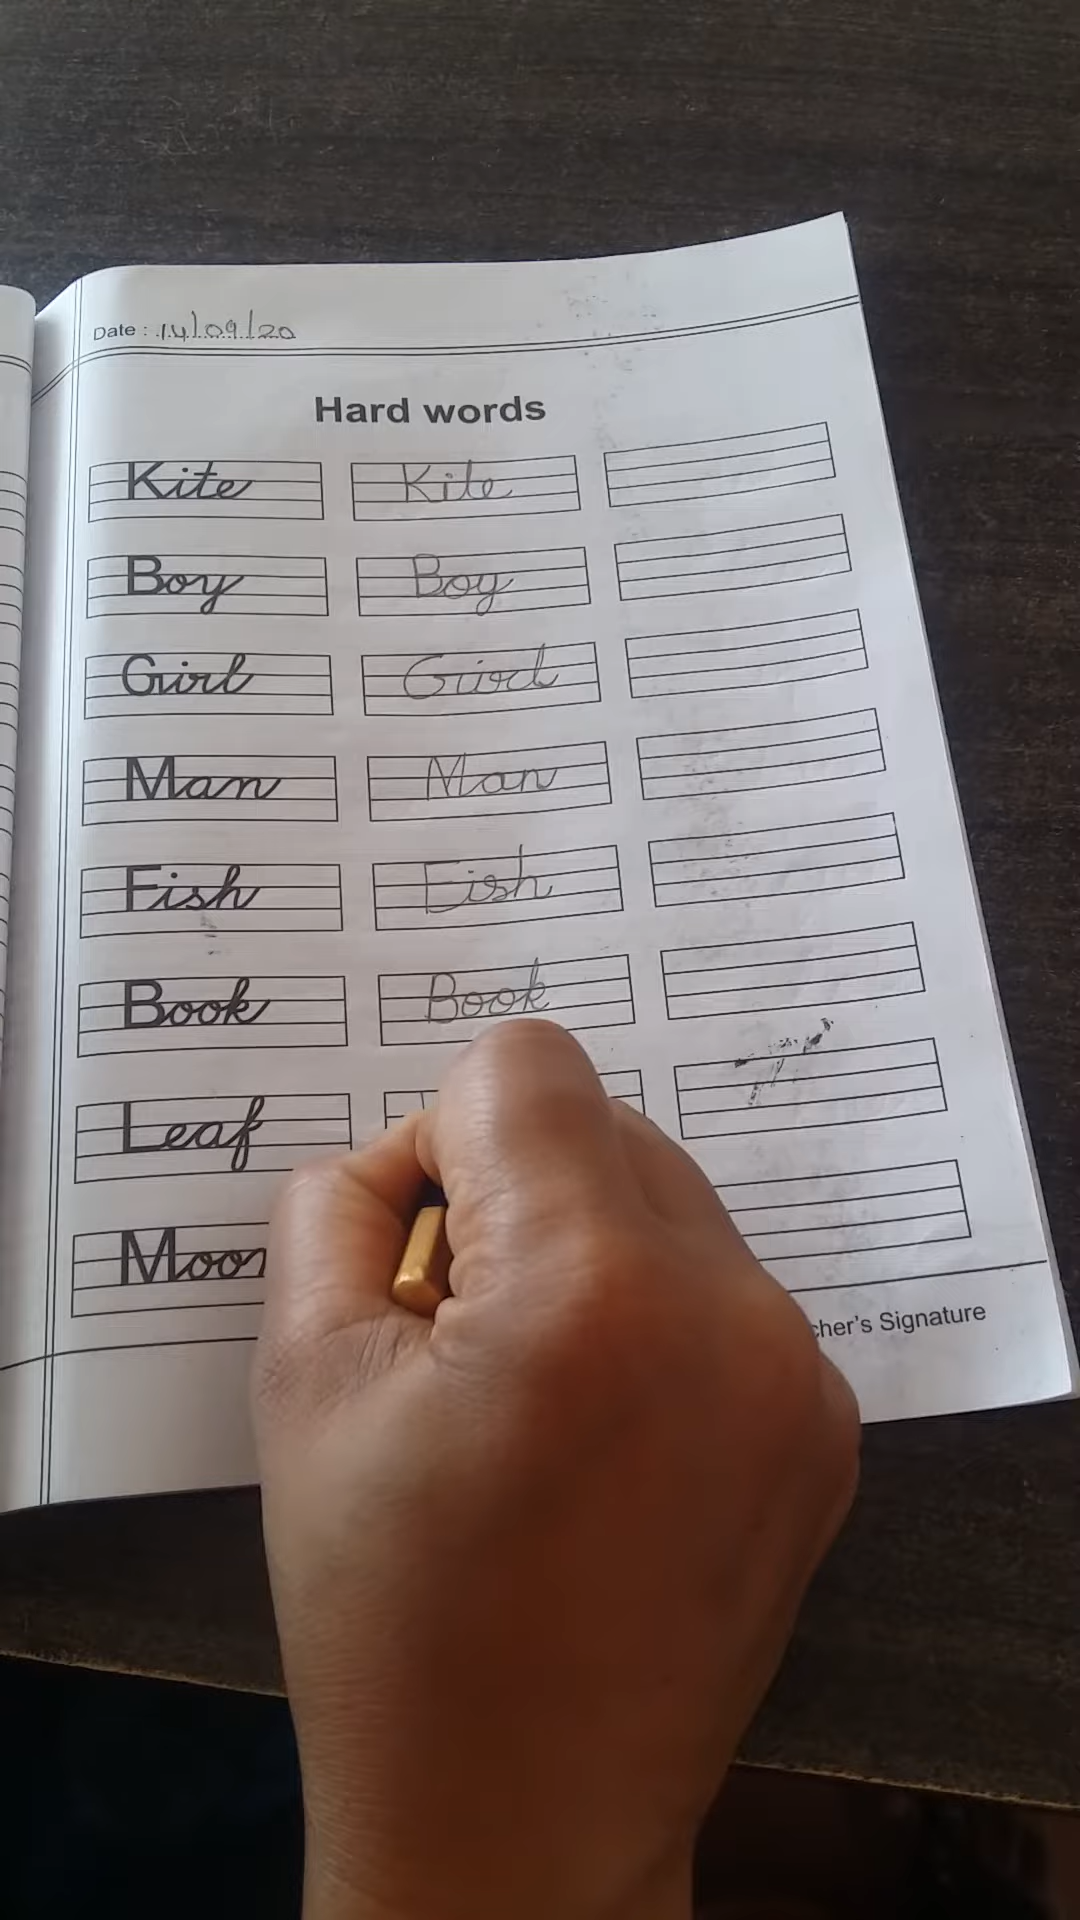 Date : 14/09/20
Hard words
Kite Kite
Boy Boy
Girl Girl
Man Man
Fish Fish
Book Book
Leaf
Signature